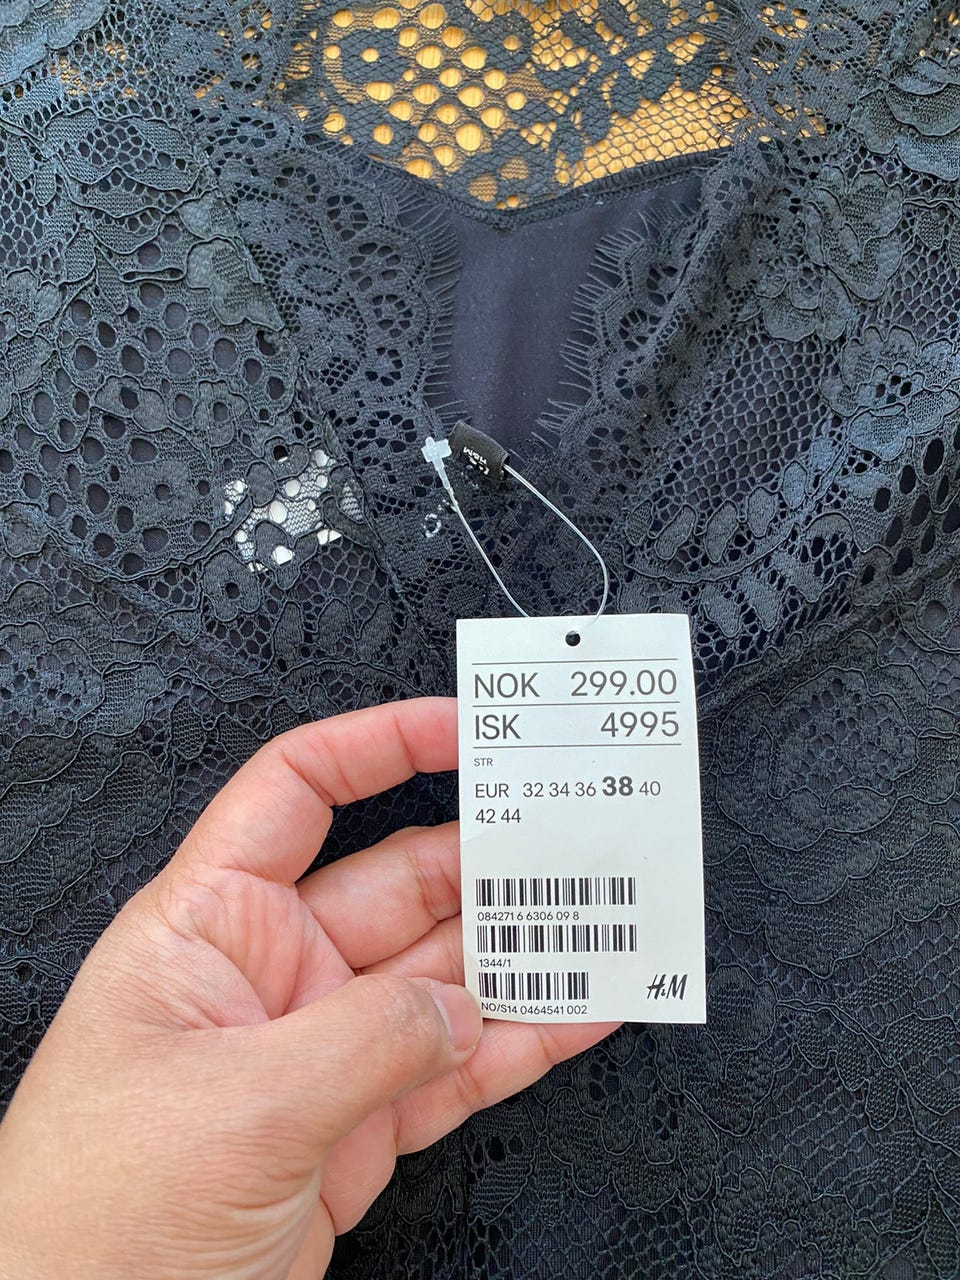 H&M
NOK 299.00
ISK 4995
STR
EUR 32 34 36 38 40
42 44
084271 6 6306 09 8
1344/1
NO/S14 0464541 002
H&M